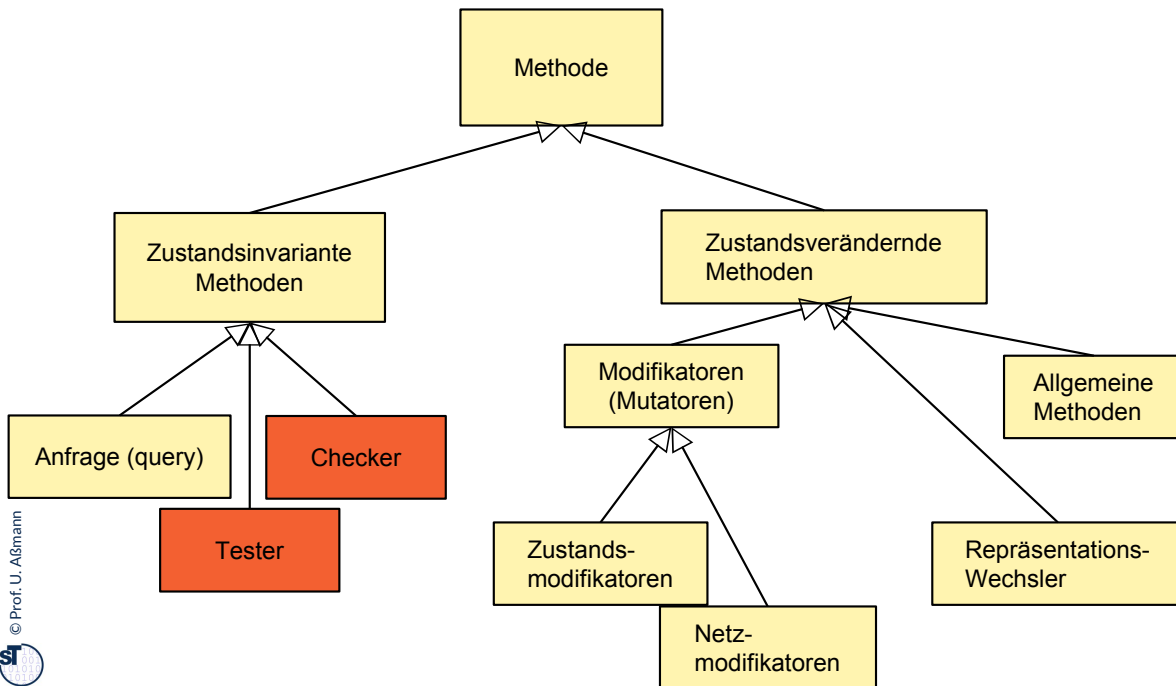 Methode
Zustandsinvariante
Methoden
Zustandsverändernde
Methoden
Modifikatoren
(Mutatoren)
Allgemeine
Methoden
Anfrage (query)
Checker
Tester
Zustands-
modifikatoren
Repräsentations-
Wechsler
Netz-
modifikatoren
© Prof. U. Aßmann
ST